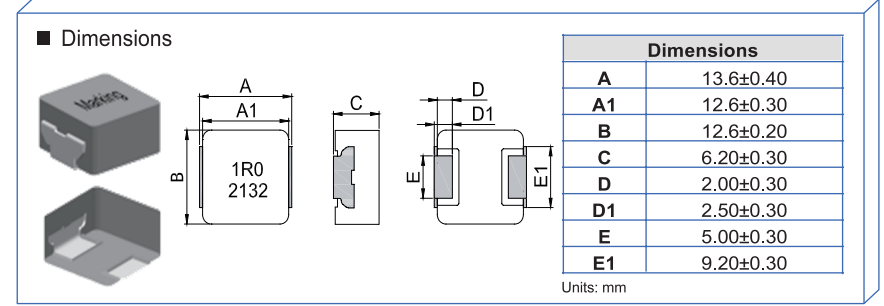 ■ Dimensions
Marking
A
A1
B
1R0
2132
C
D
D1
E
E1
Dimensions
A 13.6±0.40
A1 12.6±0.30
B 12.6±0.20
C 6.20±0.30
D 2.00±0.30
D1 2.50±0.30
E 5.00±0.30
E1 9.20±0.30
Units: mm